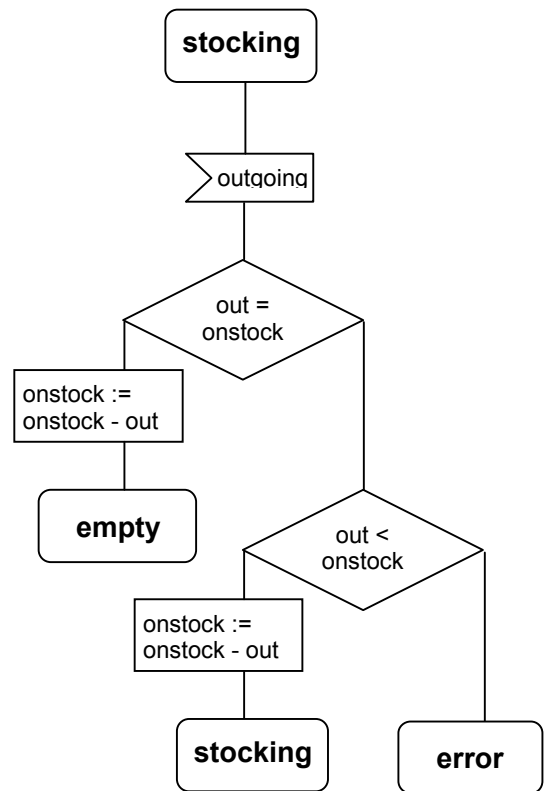 stocking
outgoing
out =
onstock
onstock :=
onstock - out
empty
out <
onstock
onstock :=
onstock - out
stocking
error